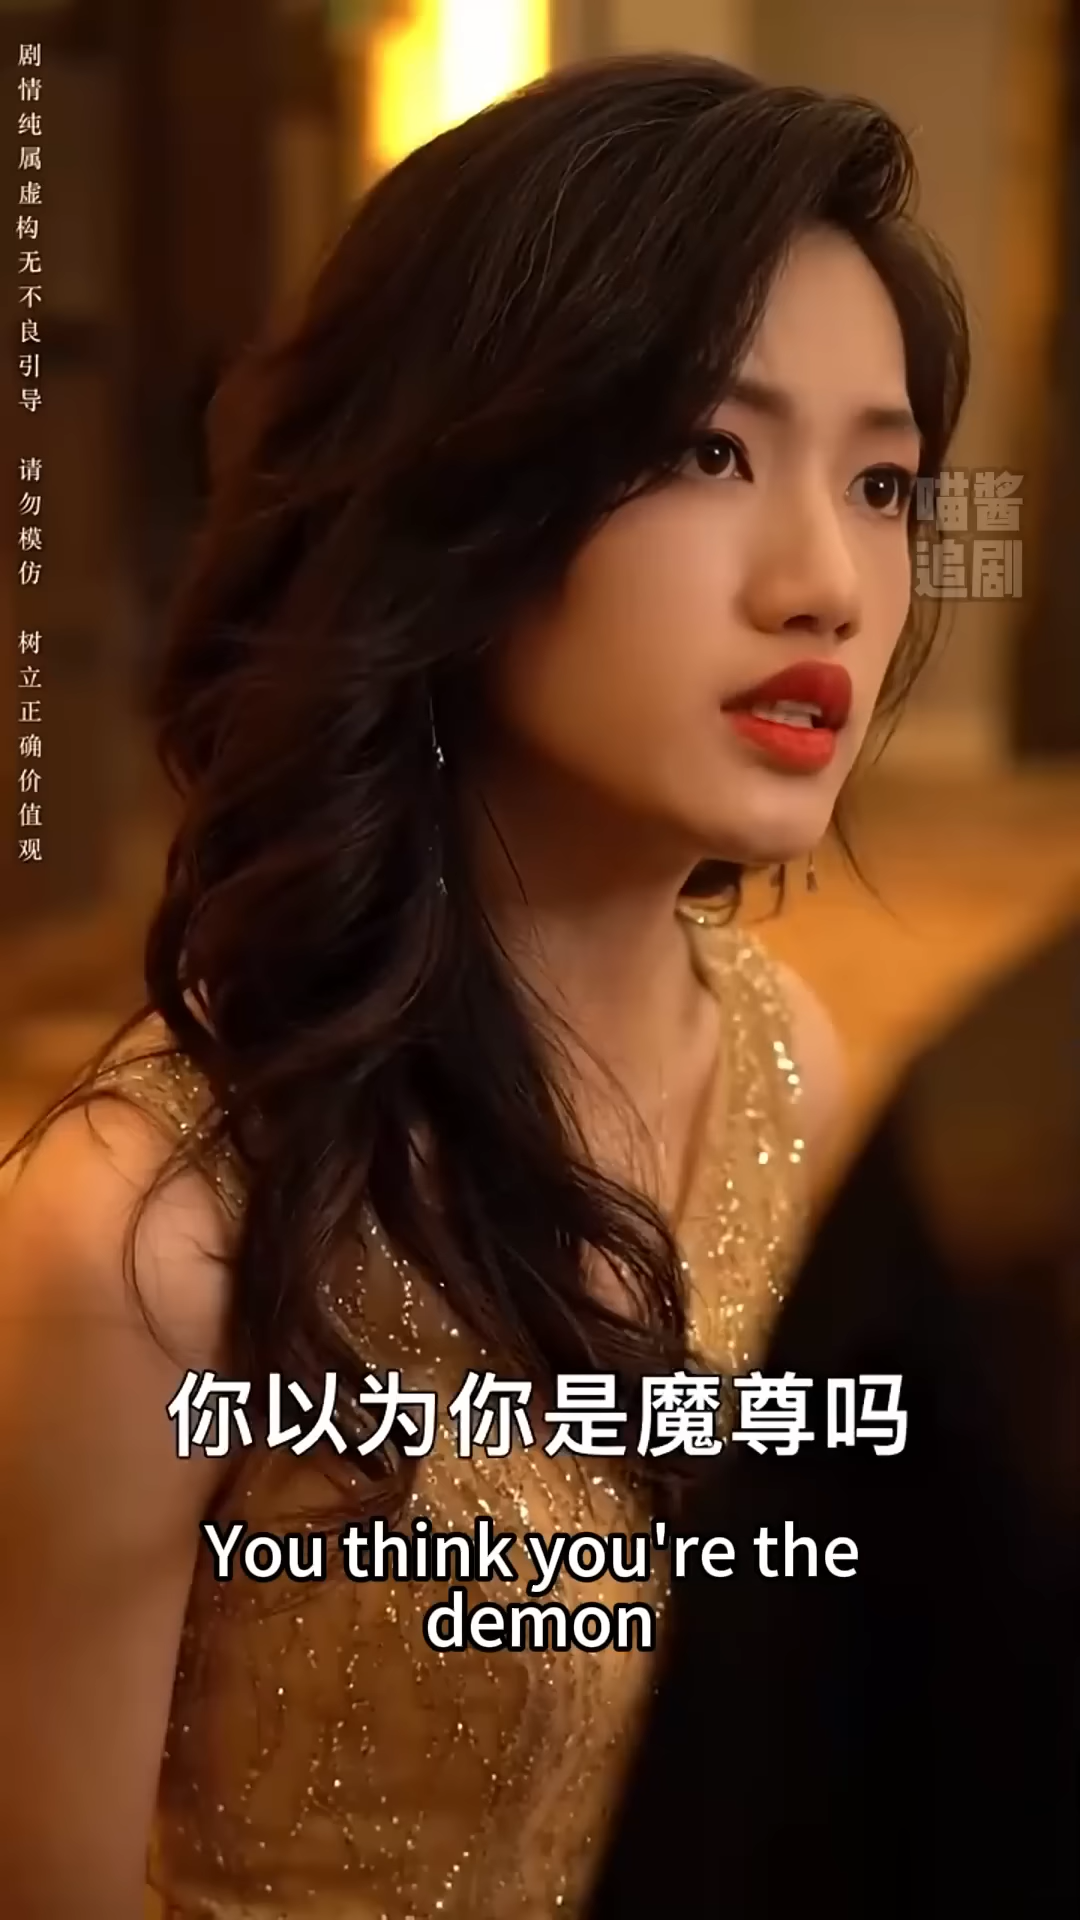 剧情纯属虚构无不良引导 请勿模仿 树立正确价值观
喵酱
追剧
你以为你是魔尊吗
You think you're the
demon